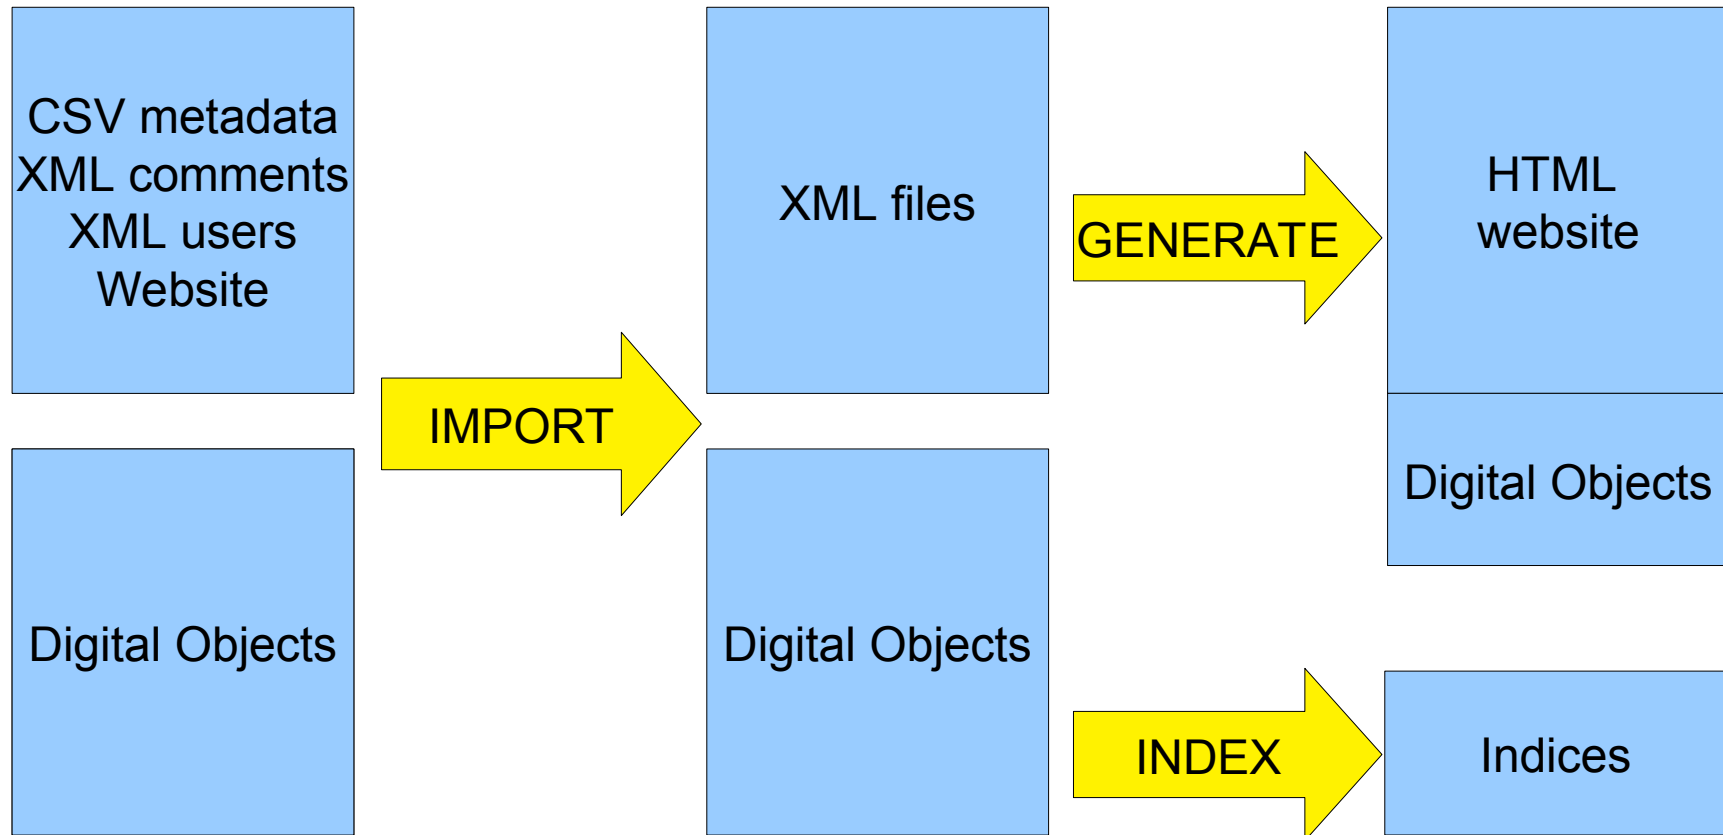 CSV metadata
XML comments
XML users
Website
Digital Objects
IMPORT
XML files
Digital Objects
GENERATE
HTML
website
Digital Objects
INDEX
Indices